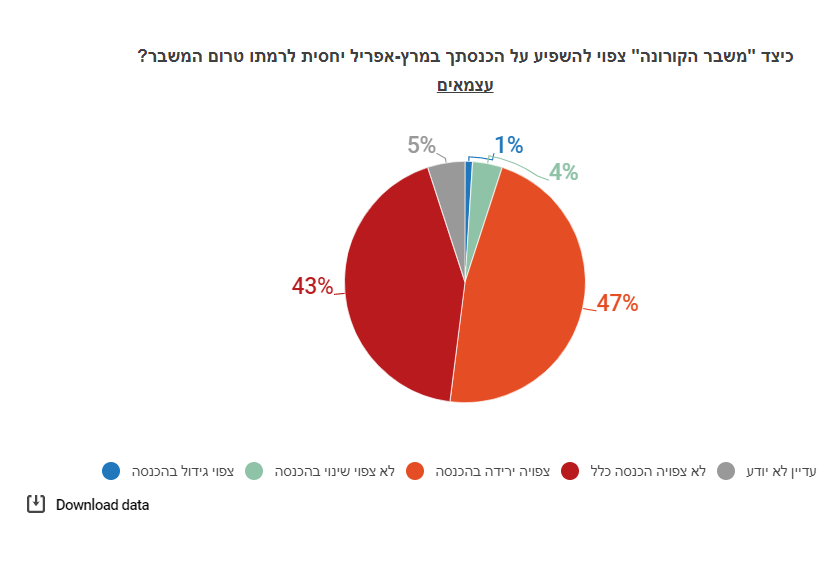 כיצד "משבר הקורונה" צפוי להשפיע על הכנסתך במרץ-אפריל יחסית לרמתו טרום המשבר?
עצמאים
5%
1%
4%
43%
47%
צפוי גידול בהכנסה
לא צפוי שינוי בהכנסה
צפויה ירידה בהכנסה
לא צפויה הכנסה כלל
עדיין לא יודע
Download data